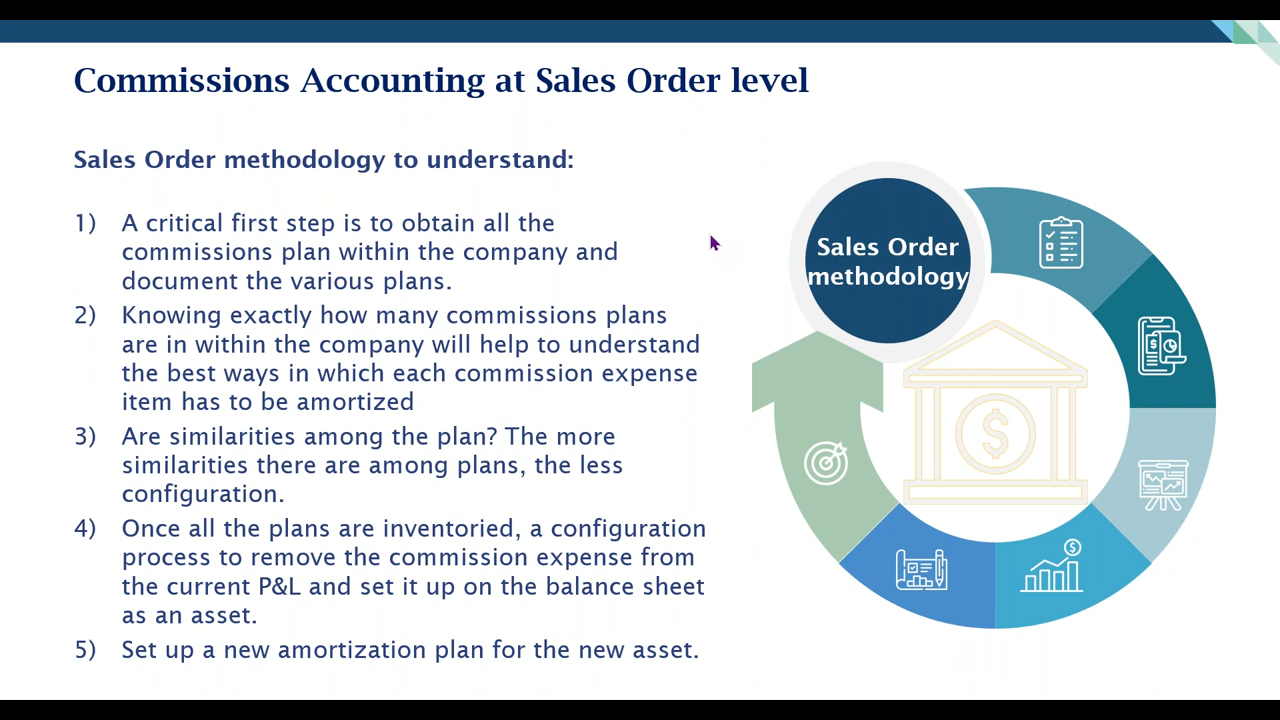 Commissions Accounting at Sales Order level
Sales Order methodology to understand:
1) A critical first step is to obtain all the
commissions plan within the company and
document the various plans.
2) Knowing exactly how many commissions plans
are in within the company will help to understand
the best ways in which each commission expense
item has to be amortized
3) Are similarities among the plan? The more
similarities there are among plans, the less
configuration.
4) Once all the plans are inventoried, a configuration
process to remove the commission expense from
the current P&L and set it up on the balance sheet
as an asset.
5) Set up a new amortization plan for the new asset.
Sales Order
methodology
$
$
$